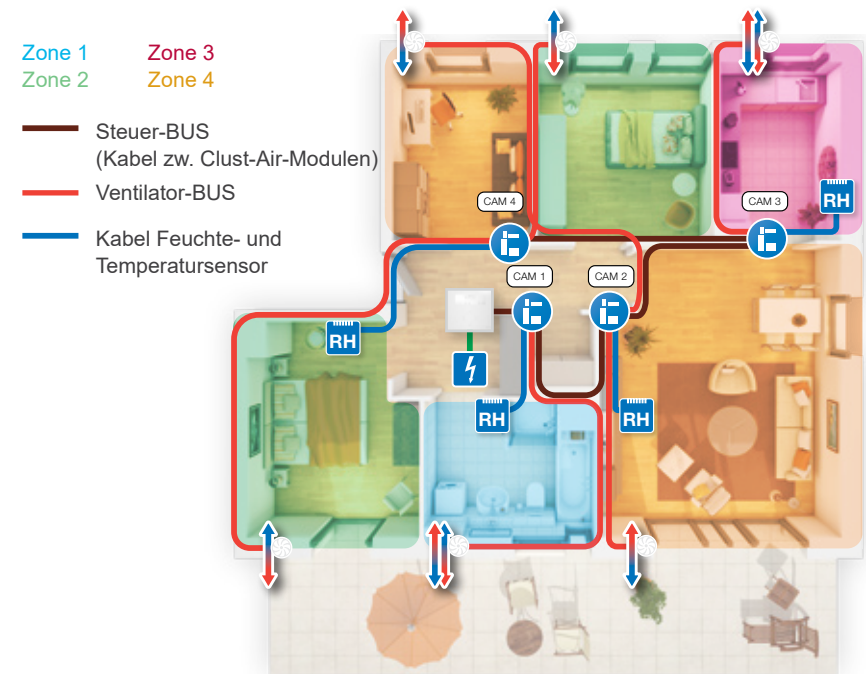 Zone 1 Zone 3
Zone 2 Zone 4
Steuer-BUS
(Kabel zw. Clust-Air-Modulen)
Ventilator-BUS
Kabel Feuchte- und
Temperatursensor
CAM 4
CAM 3
RH
CAM 1
CAM 2
RH
RH
RH